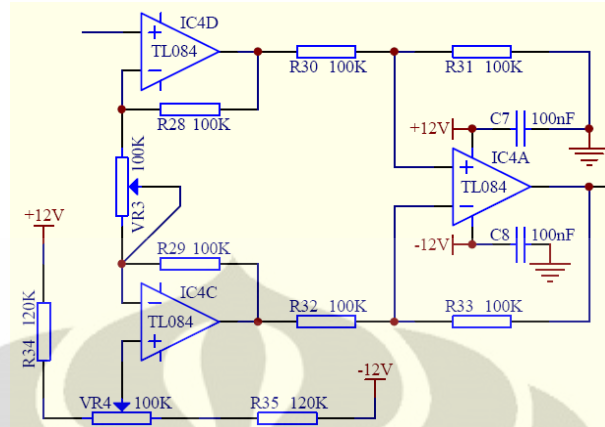 IC4D
+
TL084
−
R30 100K
R31 100K
R28 100K
C7 100nF
+12V
IC4A
100K
VR3
+
TL084
−
+12V
R29 100K
-12V
C8 100nF
IC4C
−
TL084
+
R32 100K
R33 100K
R34 120K
-12V
VR4 100K
R35 120K